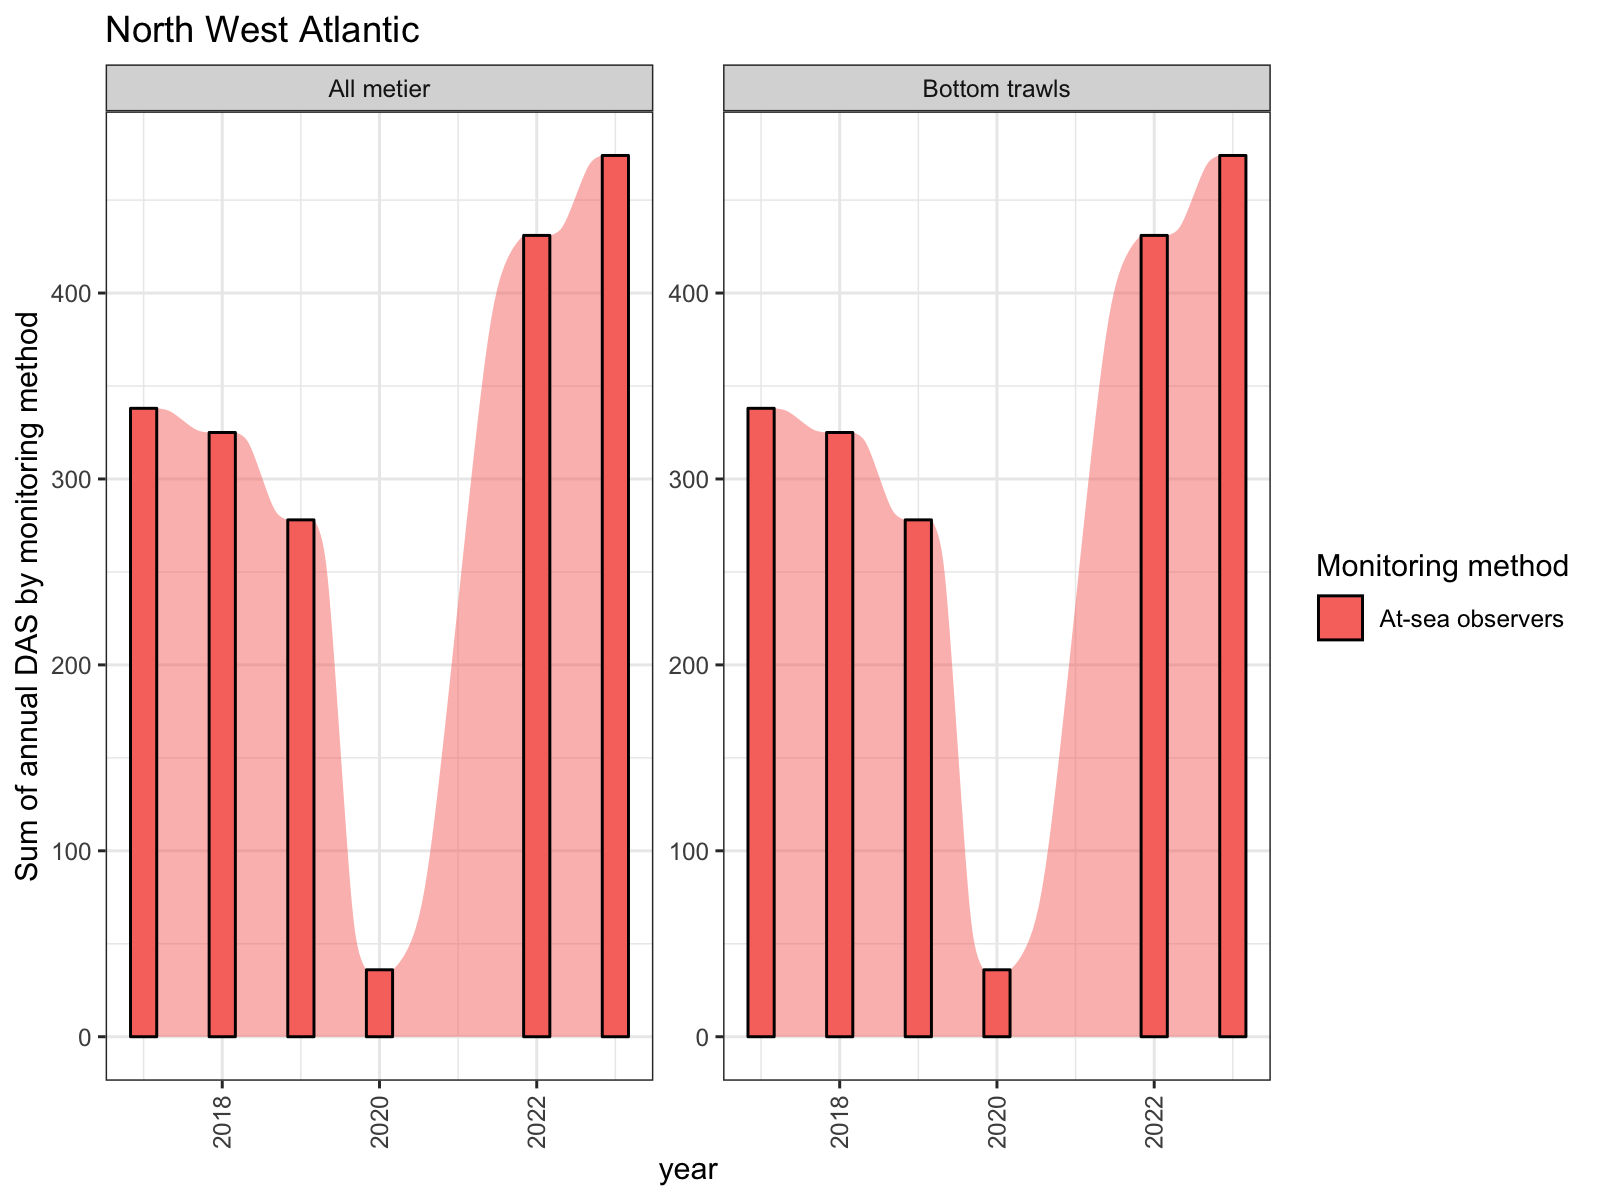 North West Atlantic
All metier
Bottom trawls
Sum of annual DAS by monitoring method
400
300
200
100
0
400
300
200
100
0
2018
2020
2022
2018
2020
2022
year
Monitoring method
At-sea observers